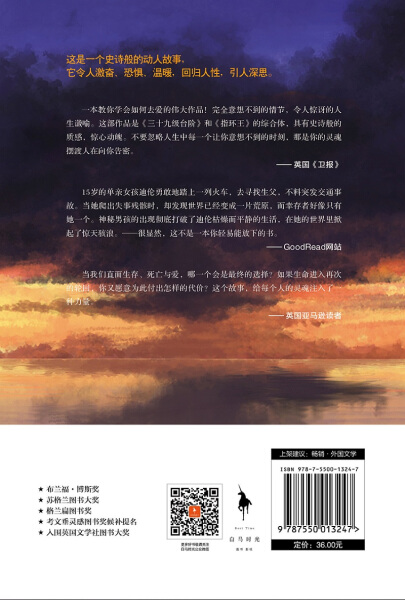 这是一个史诗般的动人故事，
它令人激奋、恐惧、温暖，回归人性，引人深思。
一本教你学会如何去爱的伟大作品！完全意想不到的情节，令人惊讶的人
生激喻。这部作品是《三十九级台阶》和《指环王》的综合体，具有史诗般的
质感，惊心动魄。不要忽略人生中每一个让你意想不到的时刻，那是你的灵魂
摆渡人在向你告密。
——英国《卫报》
15岁的单亲女孩迪伦勇敢地踏上一列火车，去寻找生父，不料突发交通事
故。当她爬出失事残骸时，却发现世界已经变成一片荒原，而幸存者好像只有
她一个。神秘男孩的出现彻底打破了迪伦枯燥而平静的生活，在她的世界里掀
起了惊天骇浪。——很显然，这不是一本你轻易能放下的书。
——GoodRead网站
当我们直面生存、死亡与爱，哪一个会是最终的选择？如果生命进入再次
的轮回，你又愿意为此付出怎样的代价？这个故事，给每个人的灵魂注入了一
种力量。
——英国亚马逊读者
★ 布兰福·博斯奖
★ 苏格兰图书大奖
★ 格兰扁图书奖
★ 考文垂灵感图书奖候补提名
★ 入围英国文学社图书大奖
白马时光
上架建议：畅销·外国文学
ISBN 978-7-5500-1324-7
9 787550 013247 >
定价：36.00元